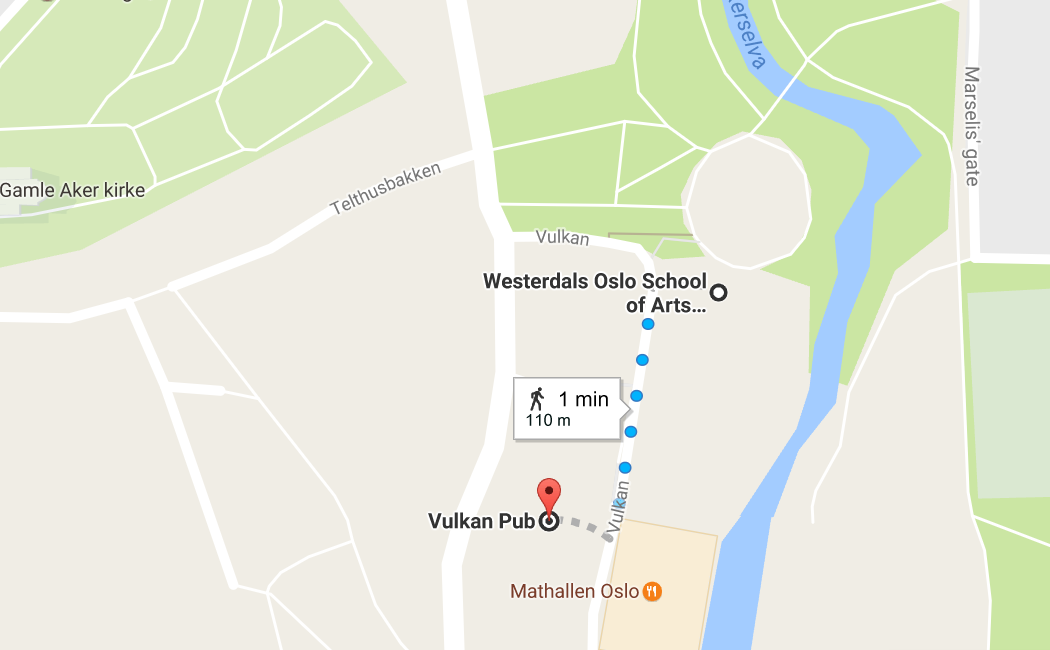 erselva
Marselis' gate
Gamle Aker kirke
Telthusbakken
Vulkan
Westerdals Oslo School
of Arts...
1 min
110 m
Vulkan
Vulkan Pub
Mathallen Oslo